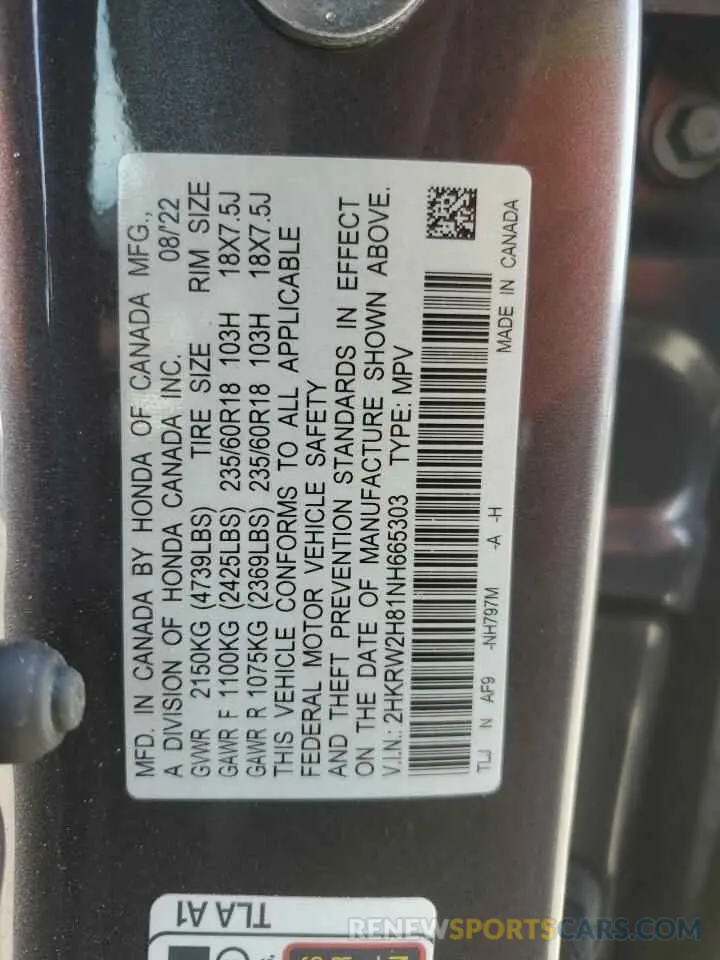 MFD. IN CANADA BY HONDA OF CANADA MFG.,
A DIVISION OF HONDA CANADA INC. 08/'22
GVWR 2150KG (4739LBS) TIRE SIZE RIM SIZE
GAWR F 1100KG (2425LBS) 235/60R18 103H 18X7.5J
GAWR R 1075KG (2369LBS) 235/60R18 103H 18X7.5J
THIS VEHICLE CONFORMS TO ALL APPLICABLE
FEDERAL MOTOR VEHICLE SAFETY
AND THEFT PREVENTION STANDARDS IN EFFECT
ON THE DATE OF MANUFACTURE SHOWN ABOVE.
V.I.N.: 2HKRW2H81NH665303 TYPE: MPV
TLJ N AF9 -NH797M -A -H MADE IN CANADA
TLA A1
RENEWSPORTSCARS.COM